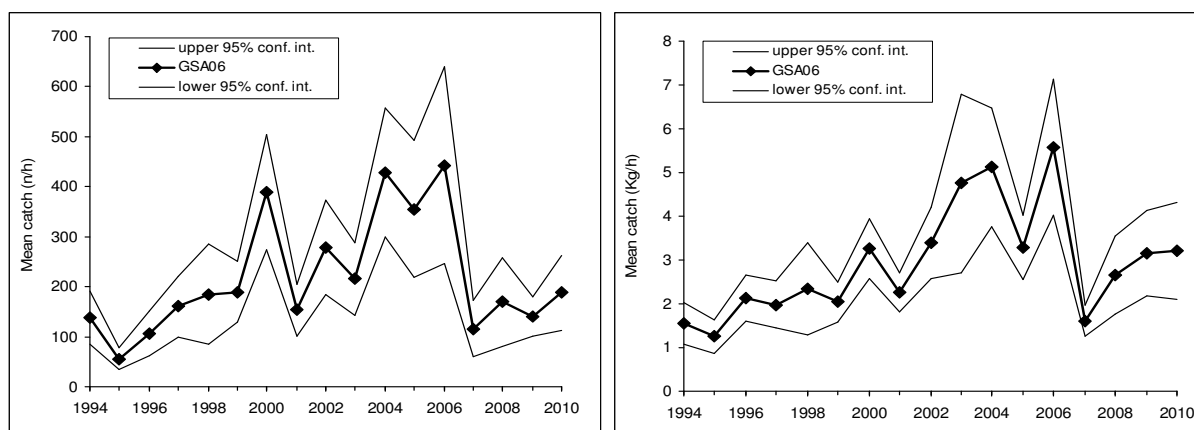 700
600
500
400
300
200
100
0
Mean catch (n/h)
upper 95% conf. int.
GSA06
lower 95% conf. int.
1994 1996 1998 2000 2002 2004 2006 2008 2010
8
7
6
5
4
3
2
1
0
Mean catch (Kg/h)
upper 95% conf. int.
GSA06
lower 95% conf. int.
1994 1996 1998 2000 2002 2004 2006 2008 2010